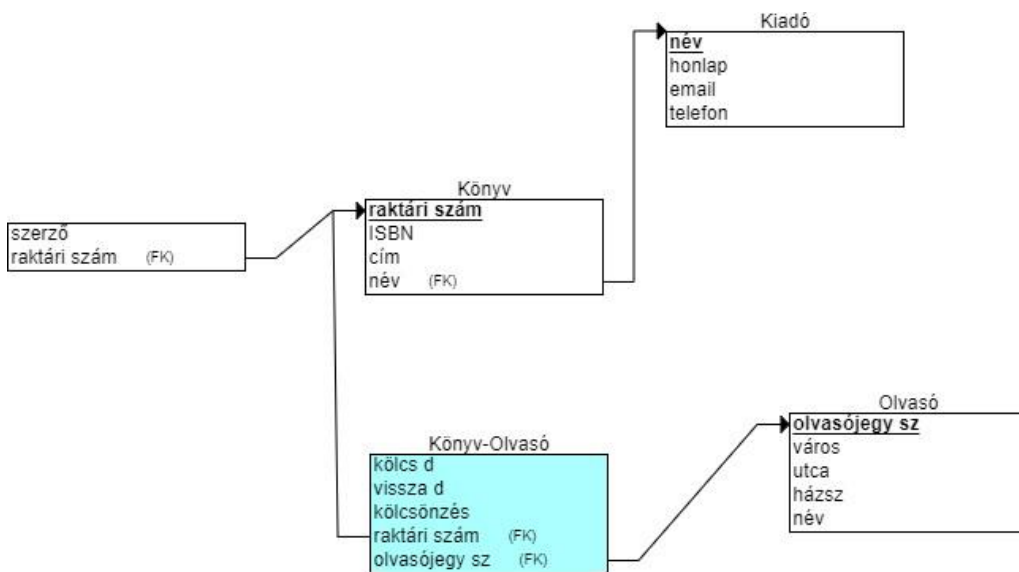 Kiadó
név
honlap
email
telefon
Könyv
raktári szám
ISBN
cím
név (FK)
szerző
raktári szám (FK)
Könyv-Olvasó
kölcs d
vissza d
kölcsönzés
raktári szám (FK)
olvasójegy sz (FK)
Olvasó
olvasójegy sz
város
utca
házsz
név